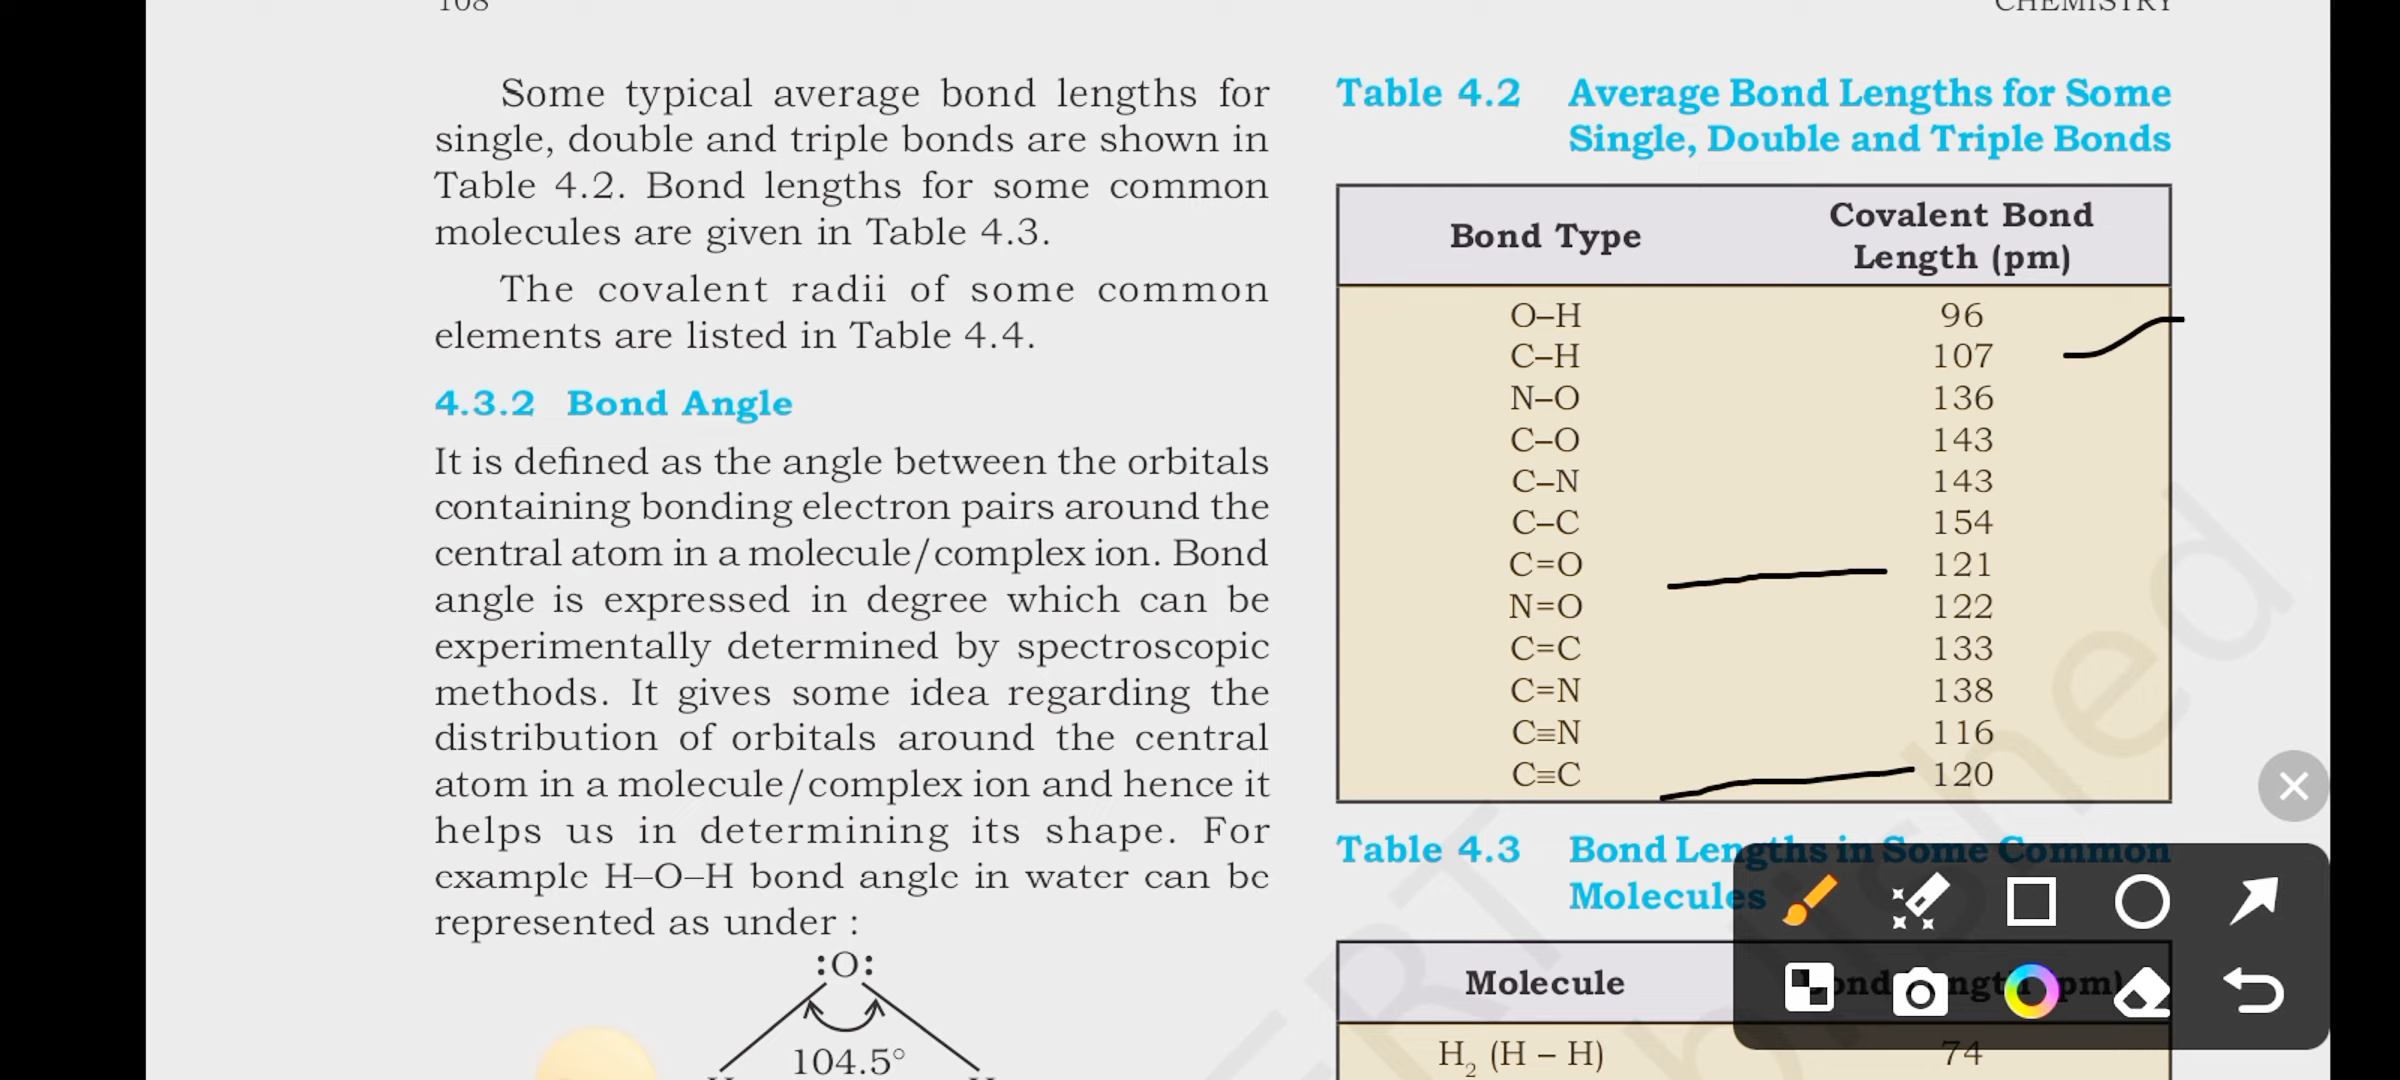 108
CHEMISTRY
Some typical average bond lengths for
single, double and triple bonds are shown in
Table 4.2. Bond lengths for some common
molecules are given in Table 4.3.
The covalent radii of some common
elements are listed in Table 4.4.
4.3.2 Bond Angle
It is defined as the angle between the orbitals
containing bonding electron pairs around the
central atom in a molecule/complex ion. Bond
angle is expressed in degree which can be
experimentally determined by spectroscopic
methods. It gives some idea regarding the
distribution of orbitals around the central
atom in a molecule/complex ion and hence it
helps us in determining its shape. For
example H–O–H bond angle in water can be
represented as under :
:O:
104.5°
Table 4.2 Average Bond Lengths for Some
Single, Double and Triple Bonds
Bond Type Covalent Bond
Length (pm)
O–H 96
C–H 107
N–O 136
C–O 143
C–N 143
C–C 154
C=O 121
N=O 122
C=C 133
C=N 138
C≡N 116
C≡C 120
Table 4.3 Bond Lengths in Some Common
Molecules
Molecule
H₂ (H – H) 74